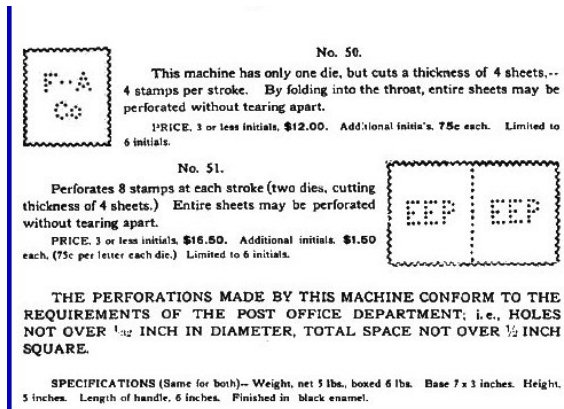 F..A
Co
No. 50.
This machine has only one die, but cuts a thickness of 4 sheets,--
4 stamps per stroke. By folding into the throat, entire sheets may be
perforated without tearing apart.
PRICE, 3 or less initials, $12.00. Additional initia's, 75c each. Limited to
6 initials.
No. 51.
Perforates 8 stamps at each stroke (two dies, cutting
thickness of 4 sheets.) Entire sheets may be perforated
without tearing apart.
PRICE, 3 or less initials, $16.50. Additional initials, $1.50
each, (75c per letter each die.) Limited to 6 initials.
EEP EEP
THE PERFORATIONS MADE BY THIS MACHINE CONFORM TO THE
REQUIREMENTS OF THE POST OFFICE DEPARTMENT; i.e., HOLES
NOT OVER 1/32 INCH IN DIAMETER, TOTAL SPACE NOT OVER ½ INCH
SQUARE.
SPECIFICATIONS (Same for both)-- Weight, net 5 lbs., boxed 6 lbs. Base 7 x 3 inches. Height,
5 inches. Length of handle, 6 inches. Finished in black enamel.